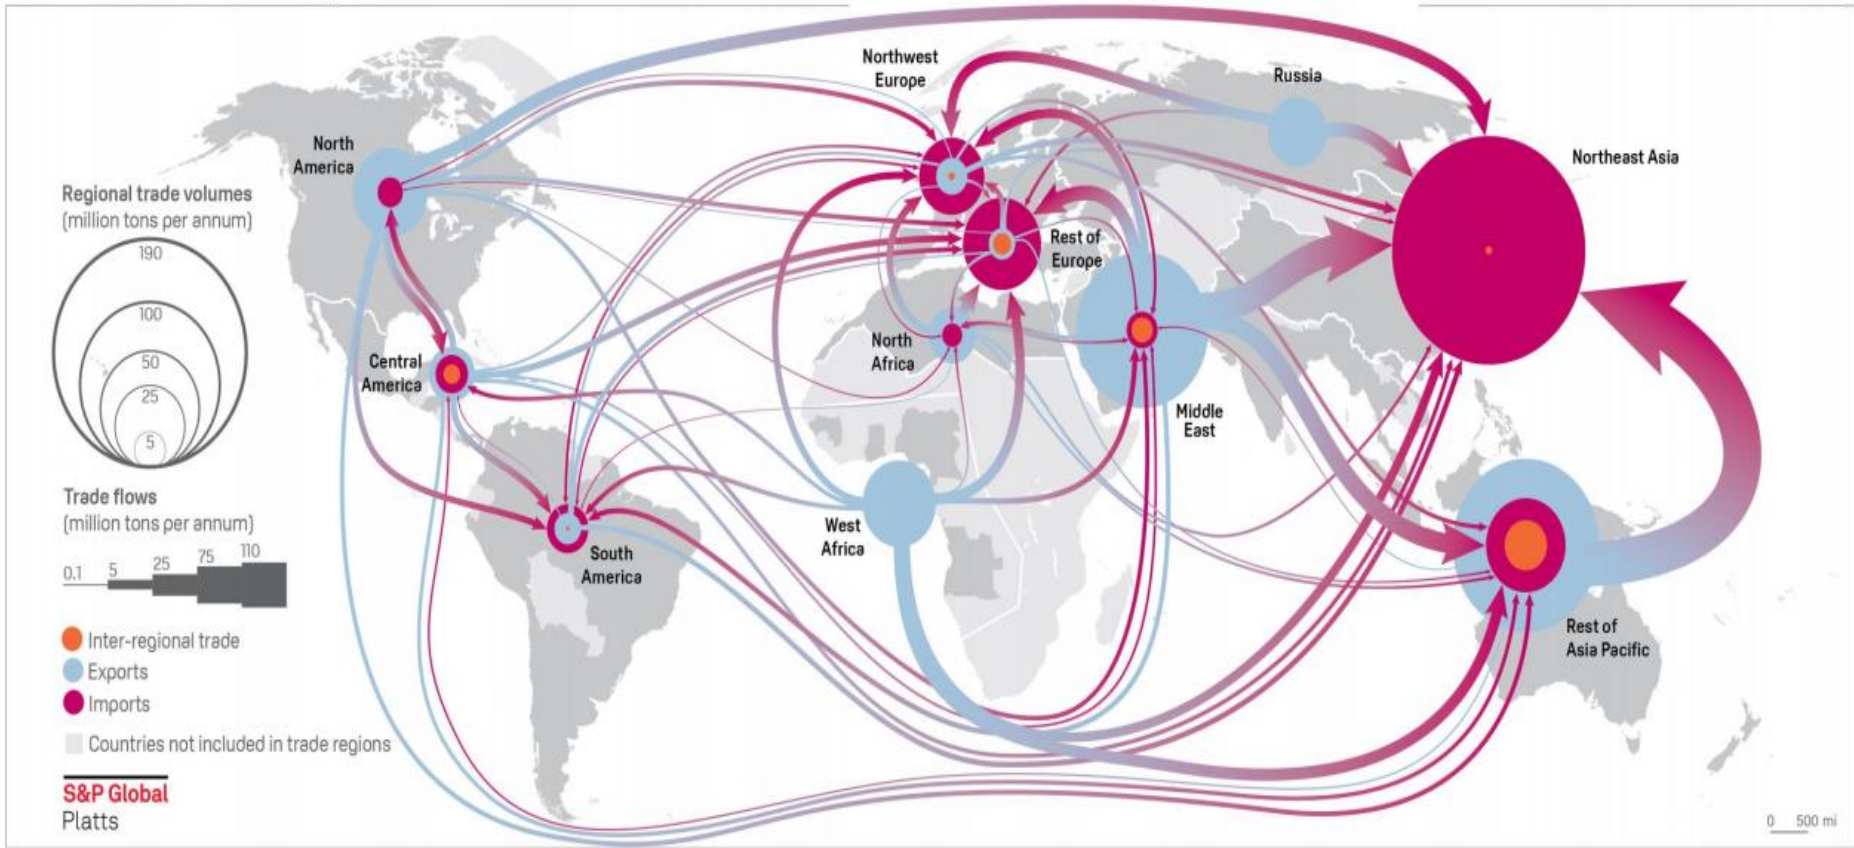 Northwest
Europe
Russia
North
America
Northeast Asia
Regional trade volumes
(million tons per annum)
190
100
50
25
5
Rest of
Europe
North
Africa
Central
America
Middle
East
Trade flows
(million tons per annum)
0.1
5
25
75
110
West
Africa
South
America
Rest of
Asia Pacific
Inter-regional trade
Exports
Imports
Countries not included in trade regions
S&P Global
Platts
0 500 mi